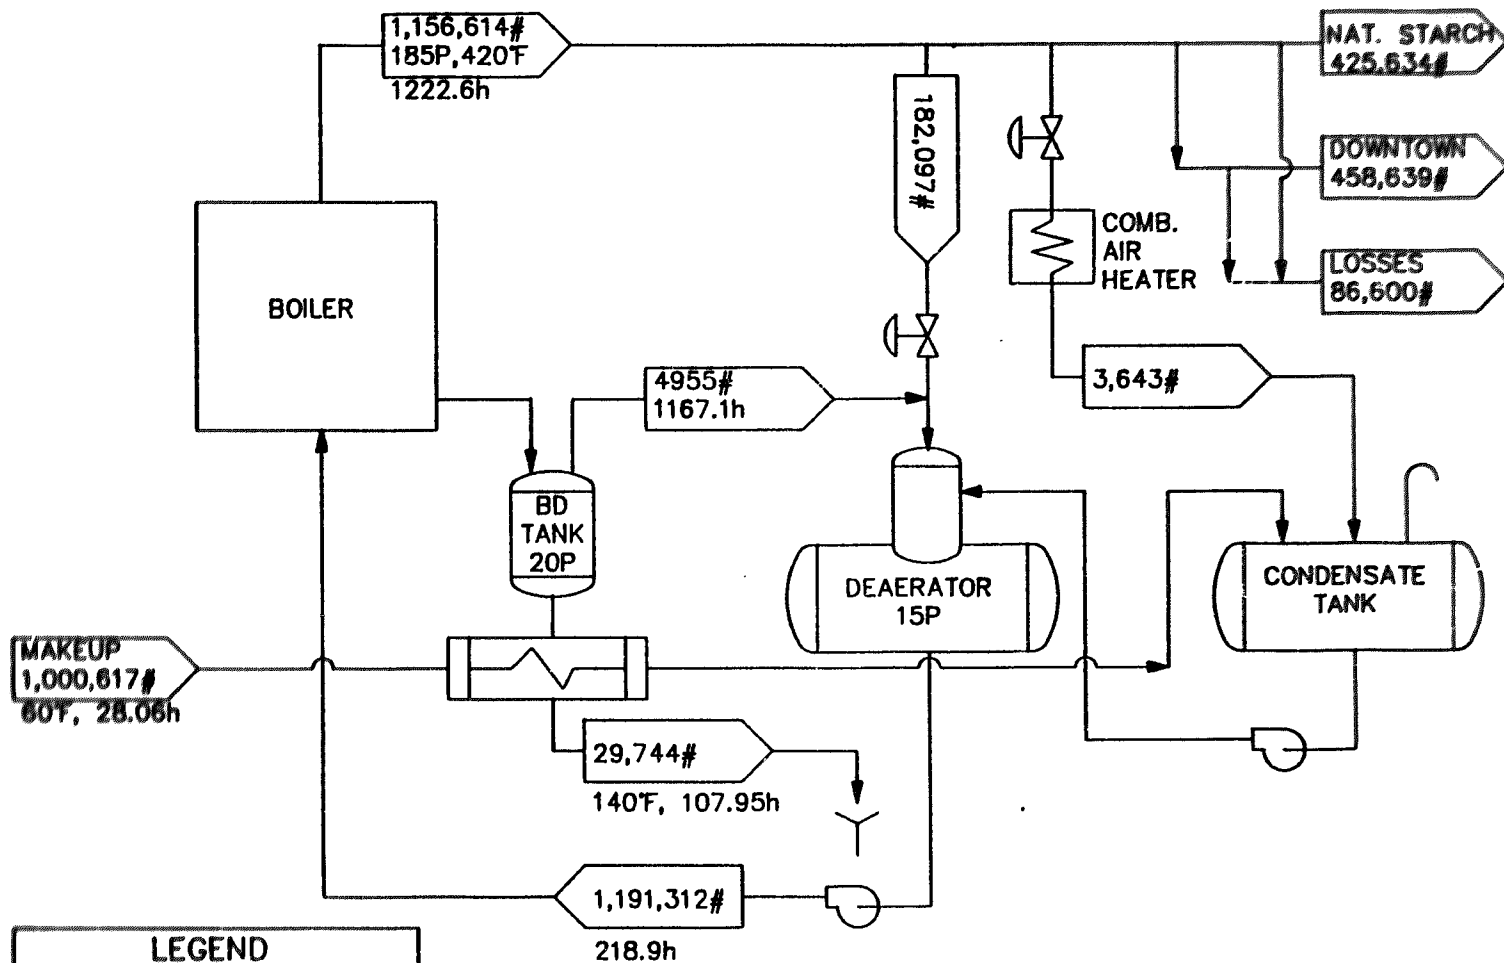 1,156,614#
185P,420°F
1222.6h
NAT. STARCH
425,634#
182,097#
DOWNTOWN
458,639#
COMB.
AIR
HEATER
LOSSES
86,600#
BOILER
4955#
1167.1h
3,643#
BD
TANK
20P
DEAERATOR
15P
CONDENSATE
TANK
MAKEUP
1,000,617#
60°F, 28.06h
29,744#
140°F, 107.95h
1,191,312#
218.9h
LEGEND